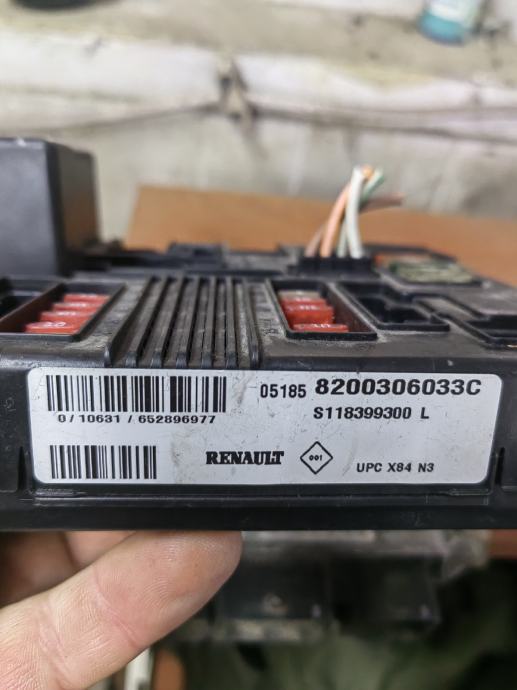 05185 8200306033C
S118399300 L
0/10631/652896977
RENAULT
001
UPC X84 N3